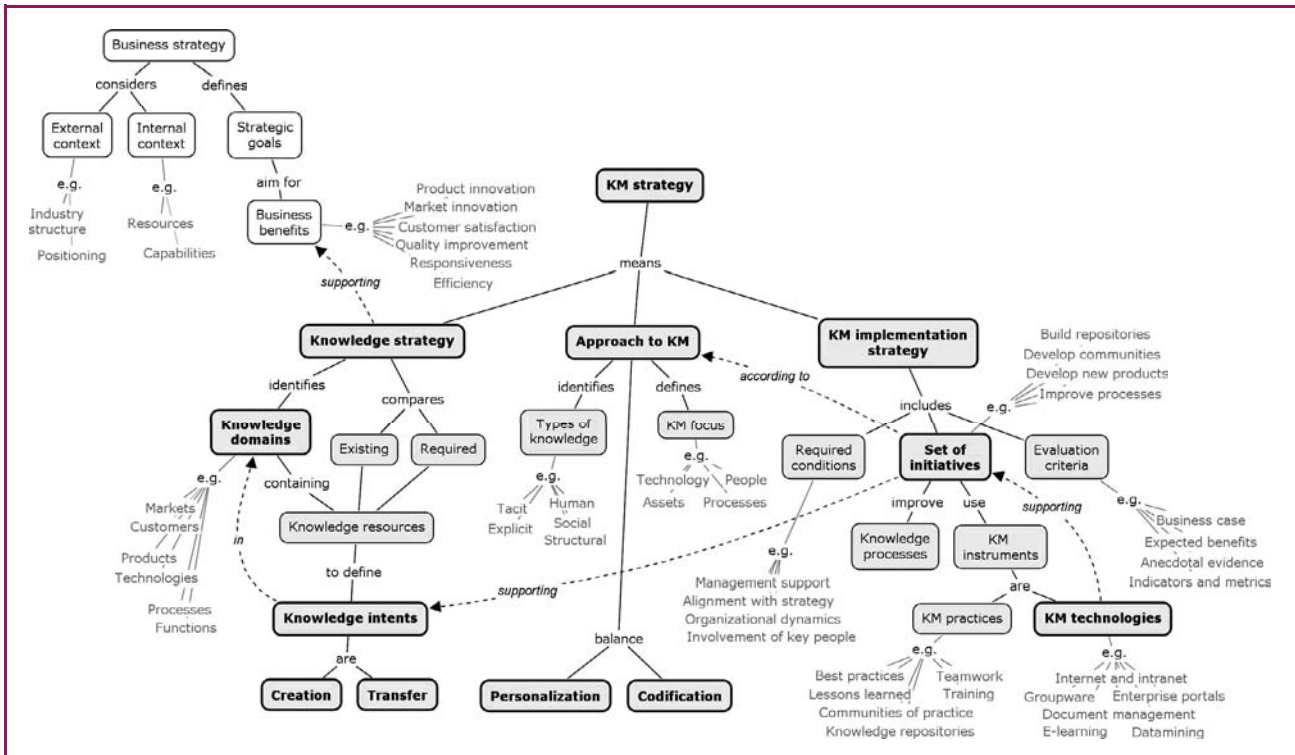 Business strategy
considers
defines
External
context
Internal
context
Strategic
goals
e.g.
e.g.
aim for
Industry
structure
Positioning
Resources
Capabilities
Business
benefits
e.g.
Product innovation
Market innovation
Customer satisfaction
Quality improvement
Responsiveness
Efficiency
supporting
KM strategy
means
Knowledge strategy
Approach to KM
KM implementation
strategy
identifies
compares
Knowledge
domains
Existing
Required
e.g.
containing
Markets
Customers
Products
Technologies
Processes
Functions
in
Knowledge resources
to define
Knowledge intents
are
Creation
Transfer
identifies
defines
Types of
knowledge
KM focus
e.g.
Tacit
Explicit
Human
Social
Structural
e.g.
Technology
People
Assets
Processes
balance
Personalization
Codification
according to
supporting
includes
Required
conditions
Set of
initiatives
Evaluation
criteria
e.g.
Build repositories
Develop communities
Develop new products
Improve processes
e.g.
Management support
Alignment with strategy
Organizational dynamics
Involvement of key people
improve
use
Knowledge
processes
KM
instruments
supporting
e.g.
Business case
Expected benefits
Anecdotal evidence
Indicators and metrics
are
KM practices
KM technologies
e.g.
Best practices
Teamwork
Lessons learned
Training
Communities of practice
Knowledge repositories
e.g.
Internet and intranet
Groupware
Enterprise portals
Document management
E-learning
Datamining